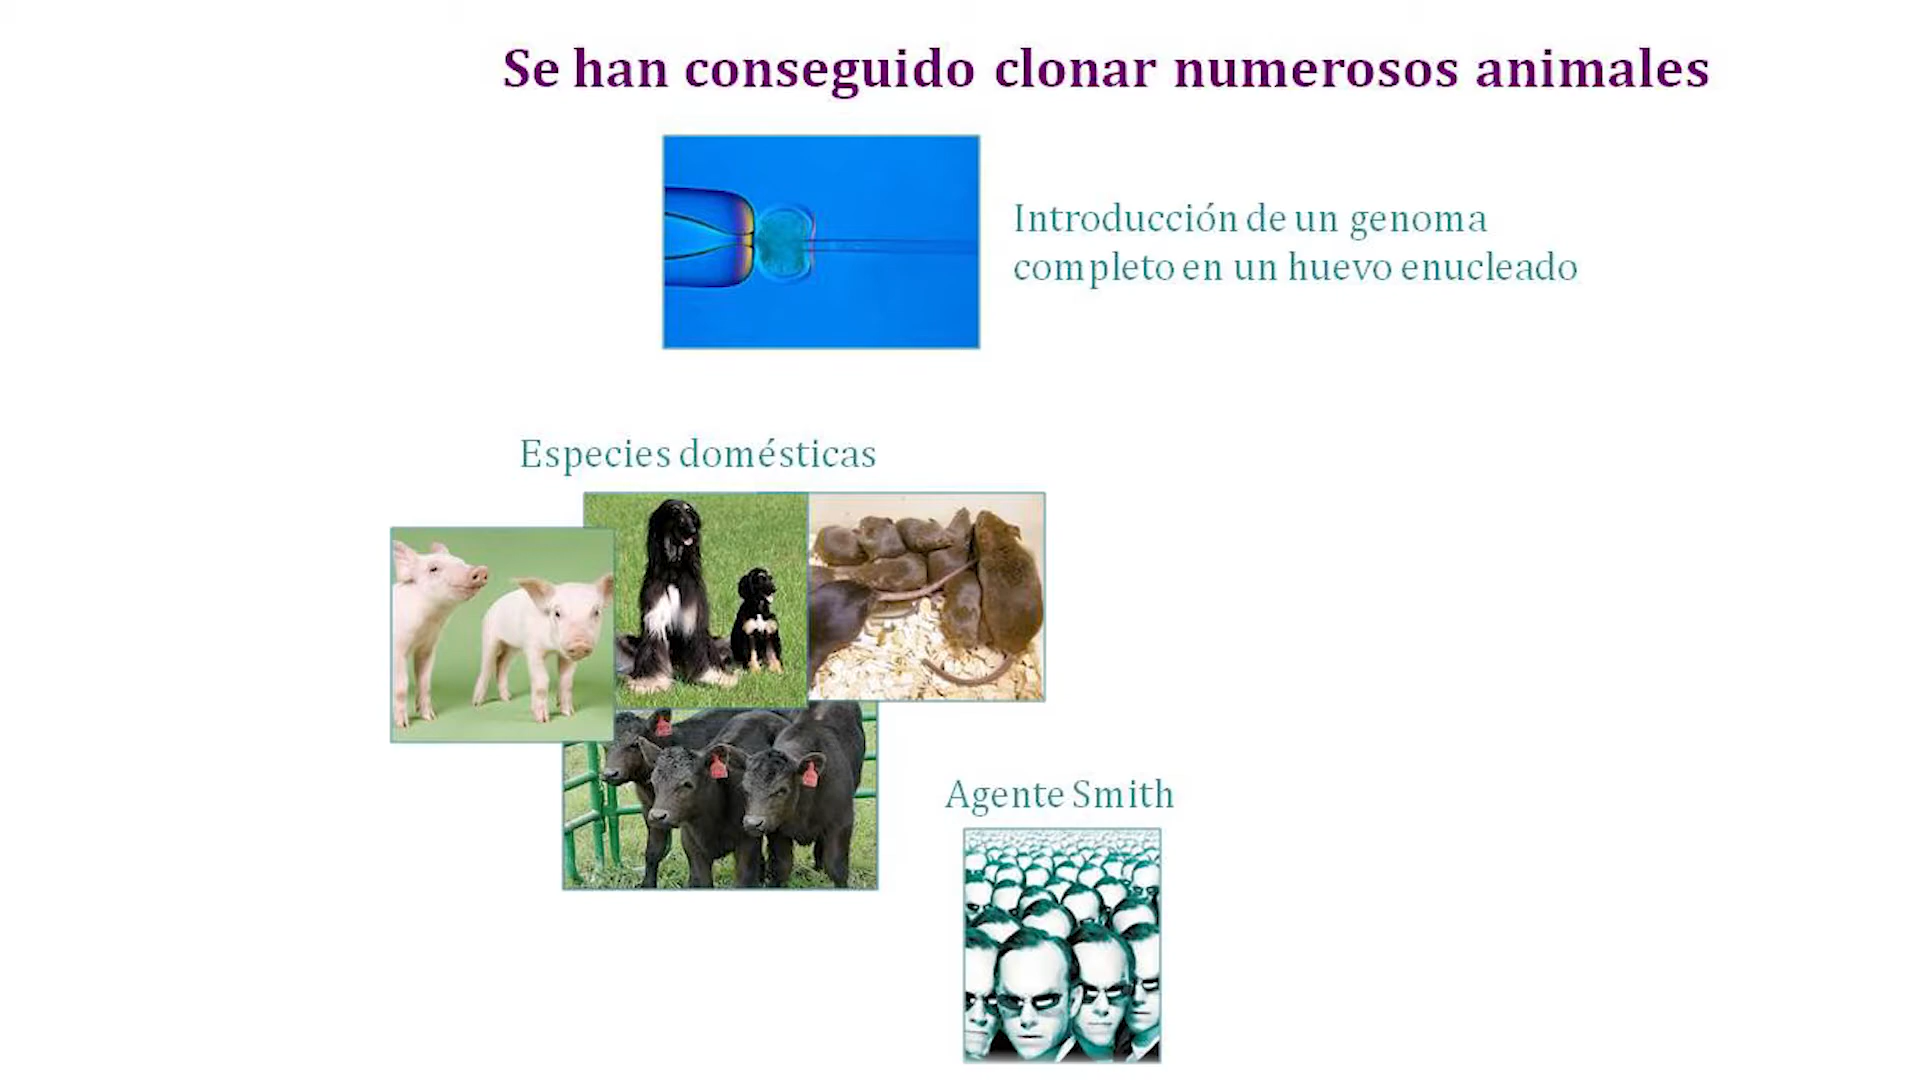 Se han conseguido clonar numerosos animales
Introducción de un genoma
completo en un huevo enucleado
Especies domésticas
Agente Smith